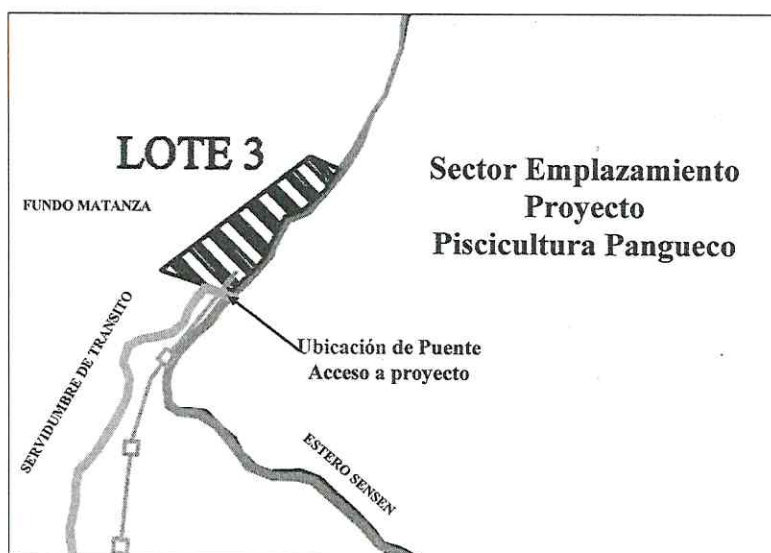 LOTE 3
FUNDO MATANZA
Sector Emplazamiento
Proyecto
Piscicultura Pangueco
SERVIDUMBRE DE TRANSITO
Ubicación de Puente
Acceso a proyecto
ESTERO SENSEN